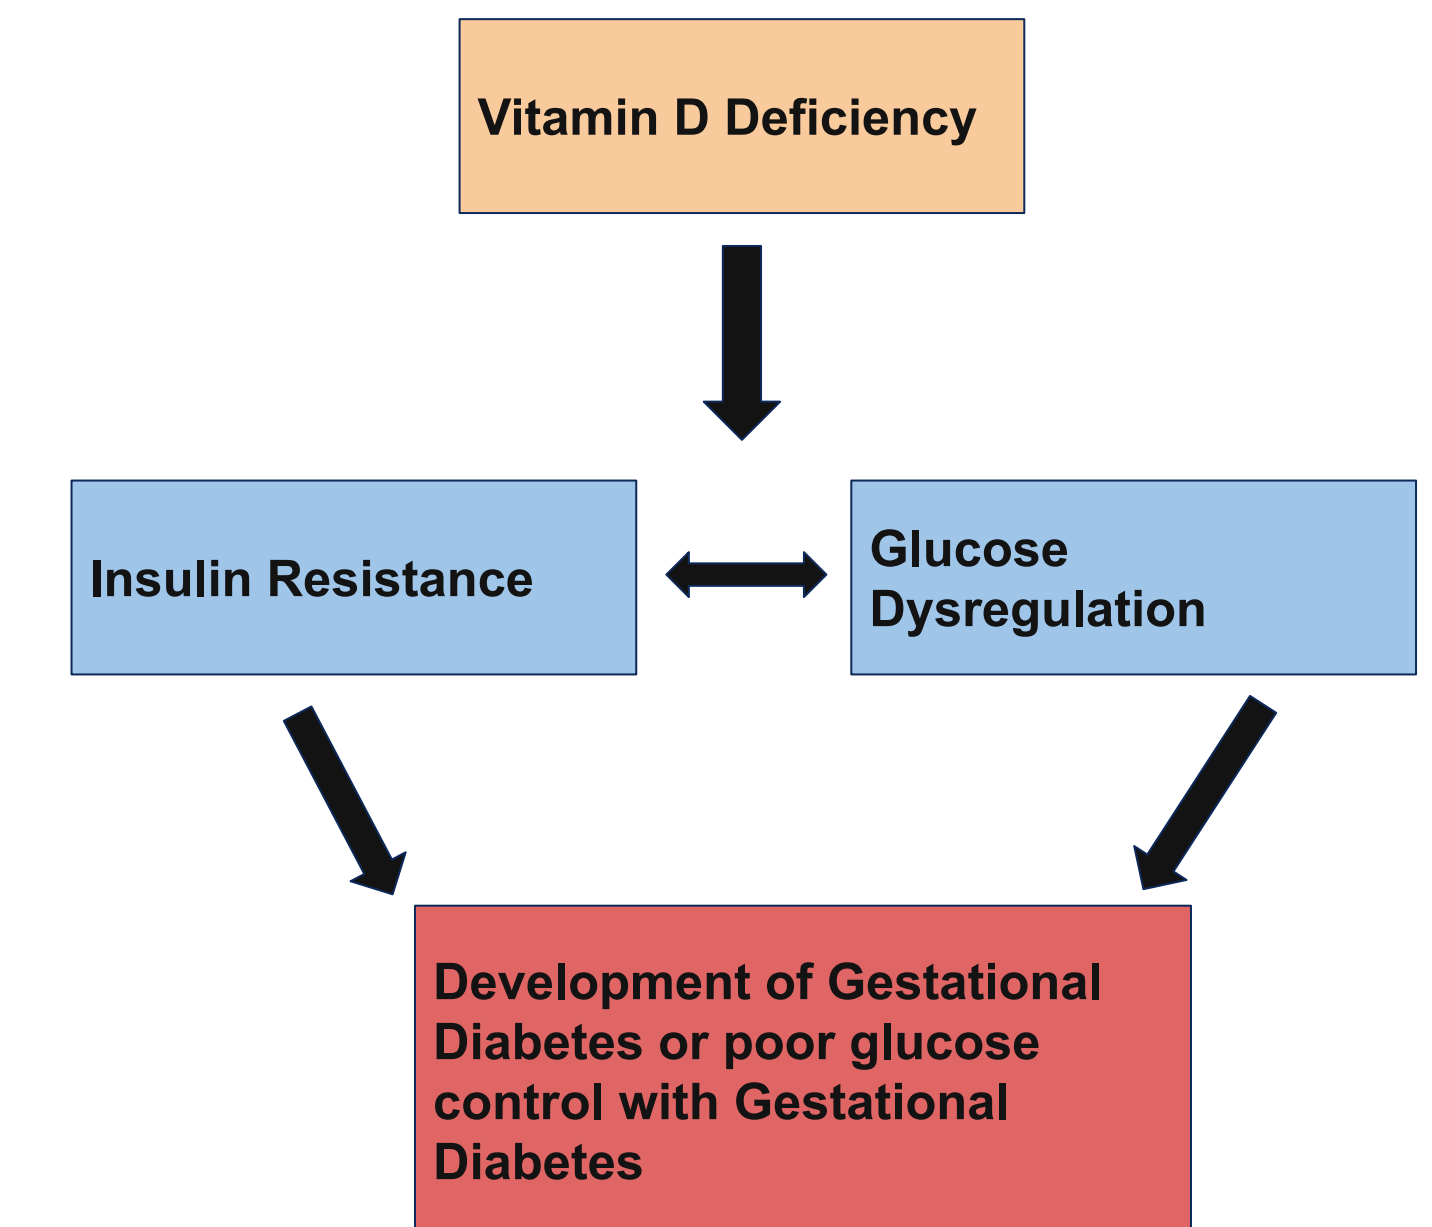 Vitamin D Deficiency
Insulin Resistance
Glucose
Dysregulation
Development of Gestational
Diabetes or poor glucose
control with Gestational
Diabetes